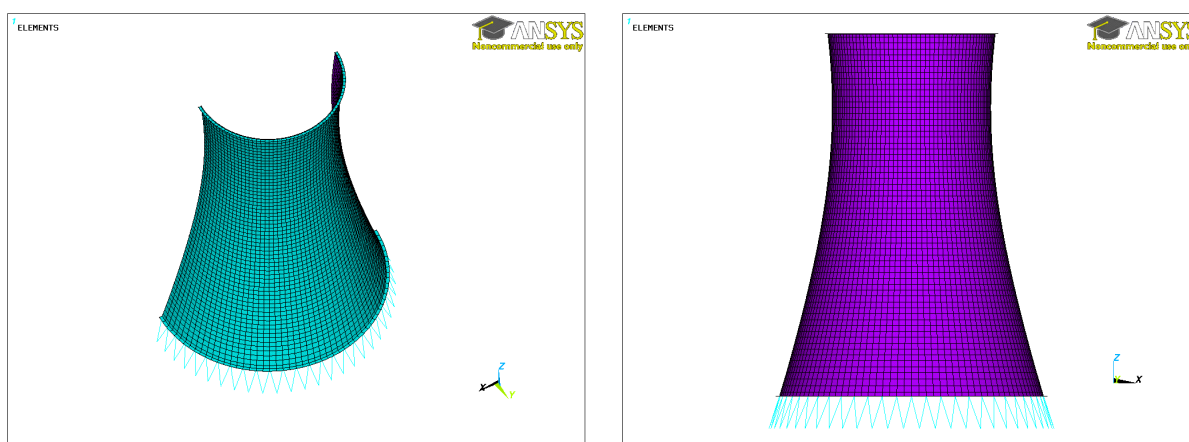 1
ELEMENTS
ANSYS
Noncommercial use only
Z
X
Y
1
ELEMENTS
ANSYS
Noncommercial use only
Z
Y
X